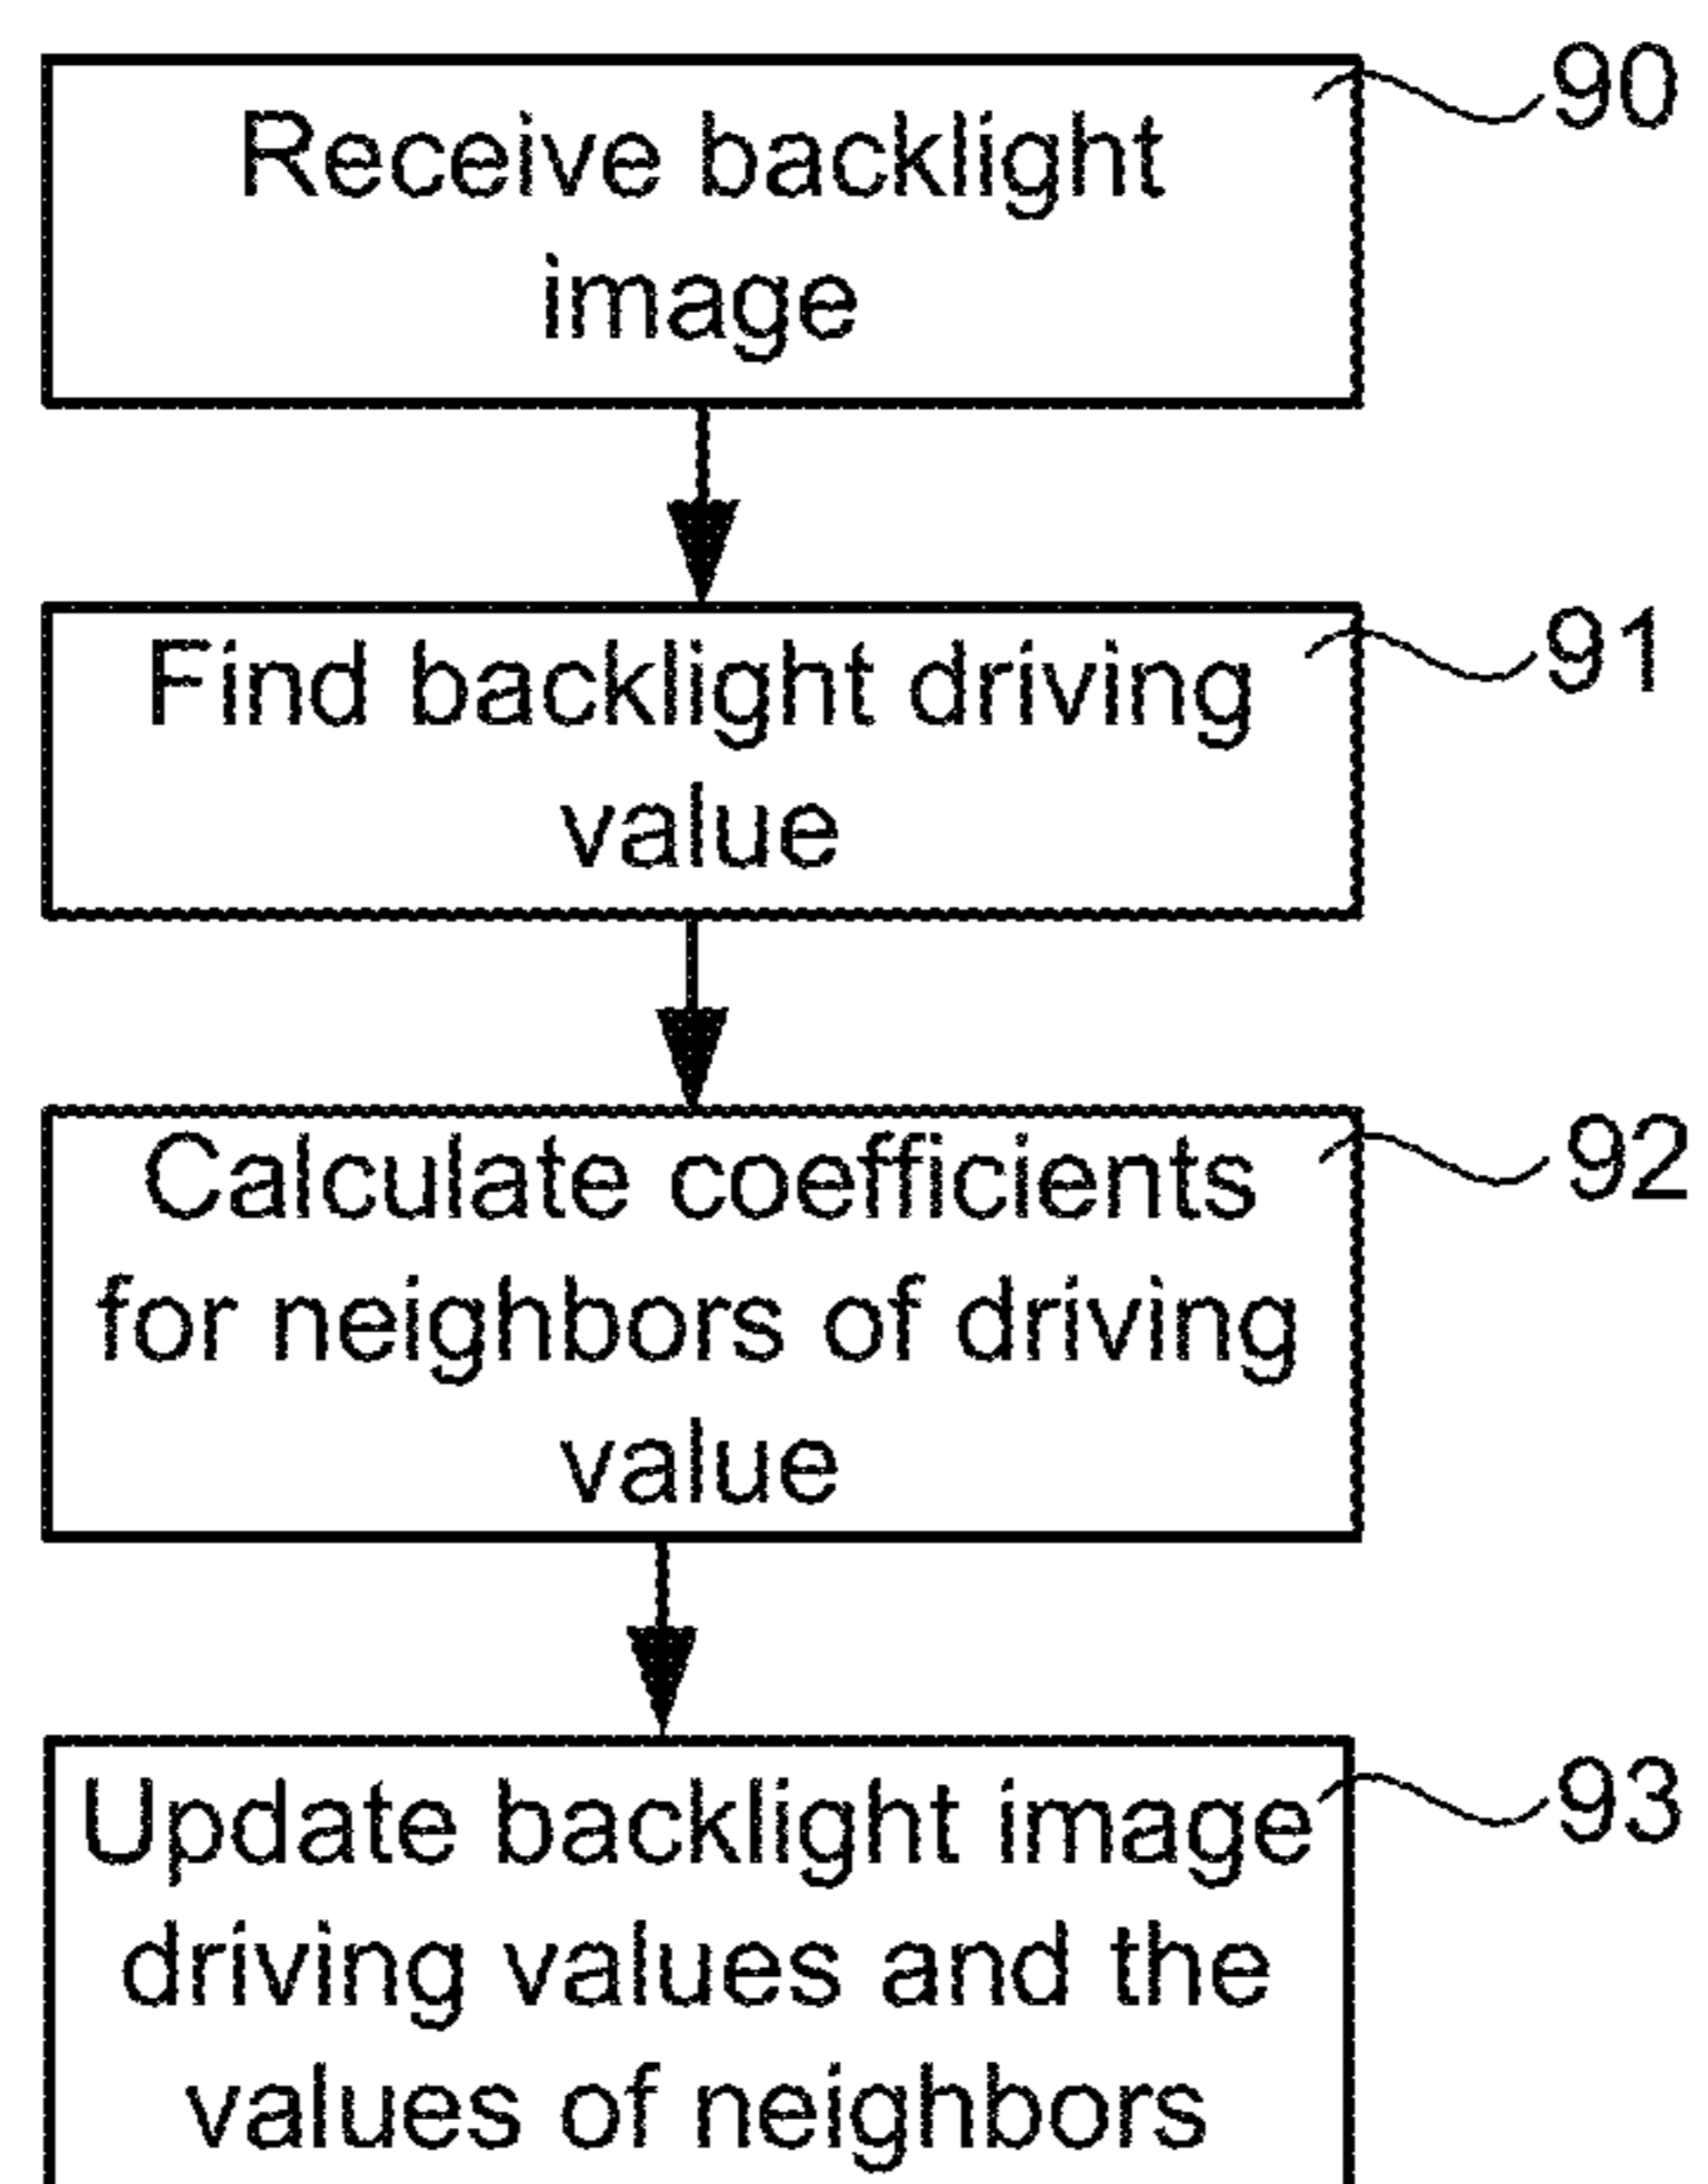 Receive backlight
image
90
Find backlight driving
value
91
Calculate coefficients
for neighbors of driving
value
92
Update backlight image
driving values and the
values of neighbors
93